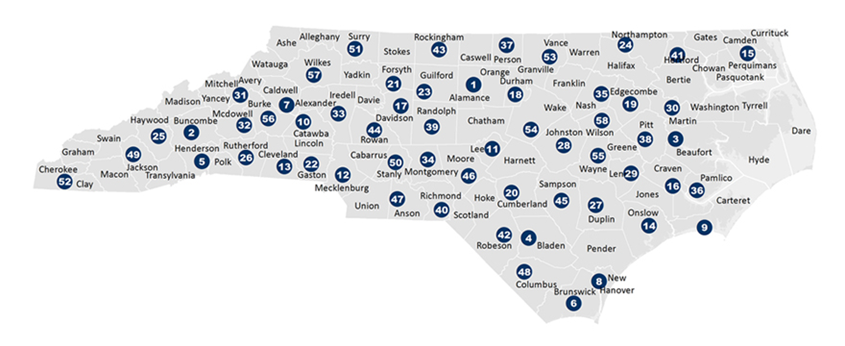 Currituck
Alleghany Surry Rockingham Northampton Gates Camden
Ashe 51 Stokes 43 37 Vance 24 41 15
Caswell Person 53 Warren Hertford Perquimans
Watauga Wilkes 57 Yadkin Forsyth Guilford Orange Granville Halifax Chowan Pasquotank
Mitchell Avery Caldwell 21 23 1 Durham Franklin Bertie
Madison Yancey 31 Burke 7 Alexander Iredell Davie 17 Alamance 18 35 Edgecombe 19 30 Washington Tyrrell
Mcdowell 56 10 33 Davidson Randolph Wake Nash Martin
Haywood Buncombe 32 Catawba 44 39 Chatham 54 58 Pitt Dare
Swain 25 2 Lincoln Rowan Johnston Wilson 38 3
Graham 49 Henderson Rutherford Cleveland Cabarrus 50 34 Moore Lee 11 28 Greene Beaufort
Cherokee Jackson 5 Polk 26 13 22 Stanly Montgomery Harnett 55 Hyde
52 Clay Macon Transylvania Gaston 12 46 Wayne Len 29 Craven Pamlico
Mecklenburg Sampson 16 36
Union 47 Richmond Hoke 20 Cumberland 45 27 Jones Carteret
Anson 40 Scotland Duplin Onslow 14 9
42 4
Robeson Bladen Pender
48 8 New
Columbus Brunswick Hanover
6